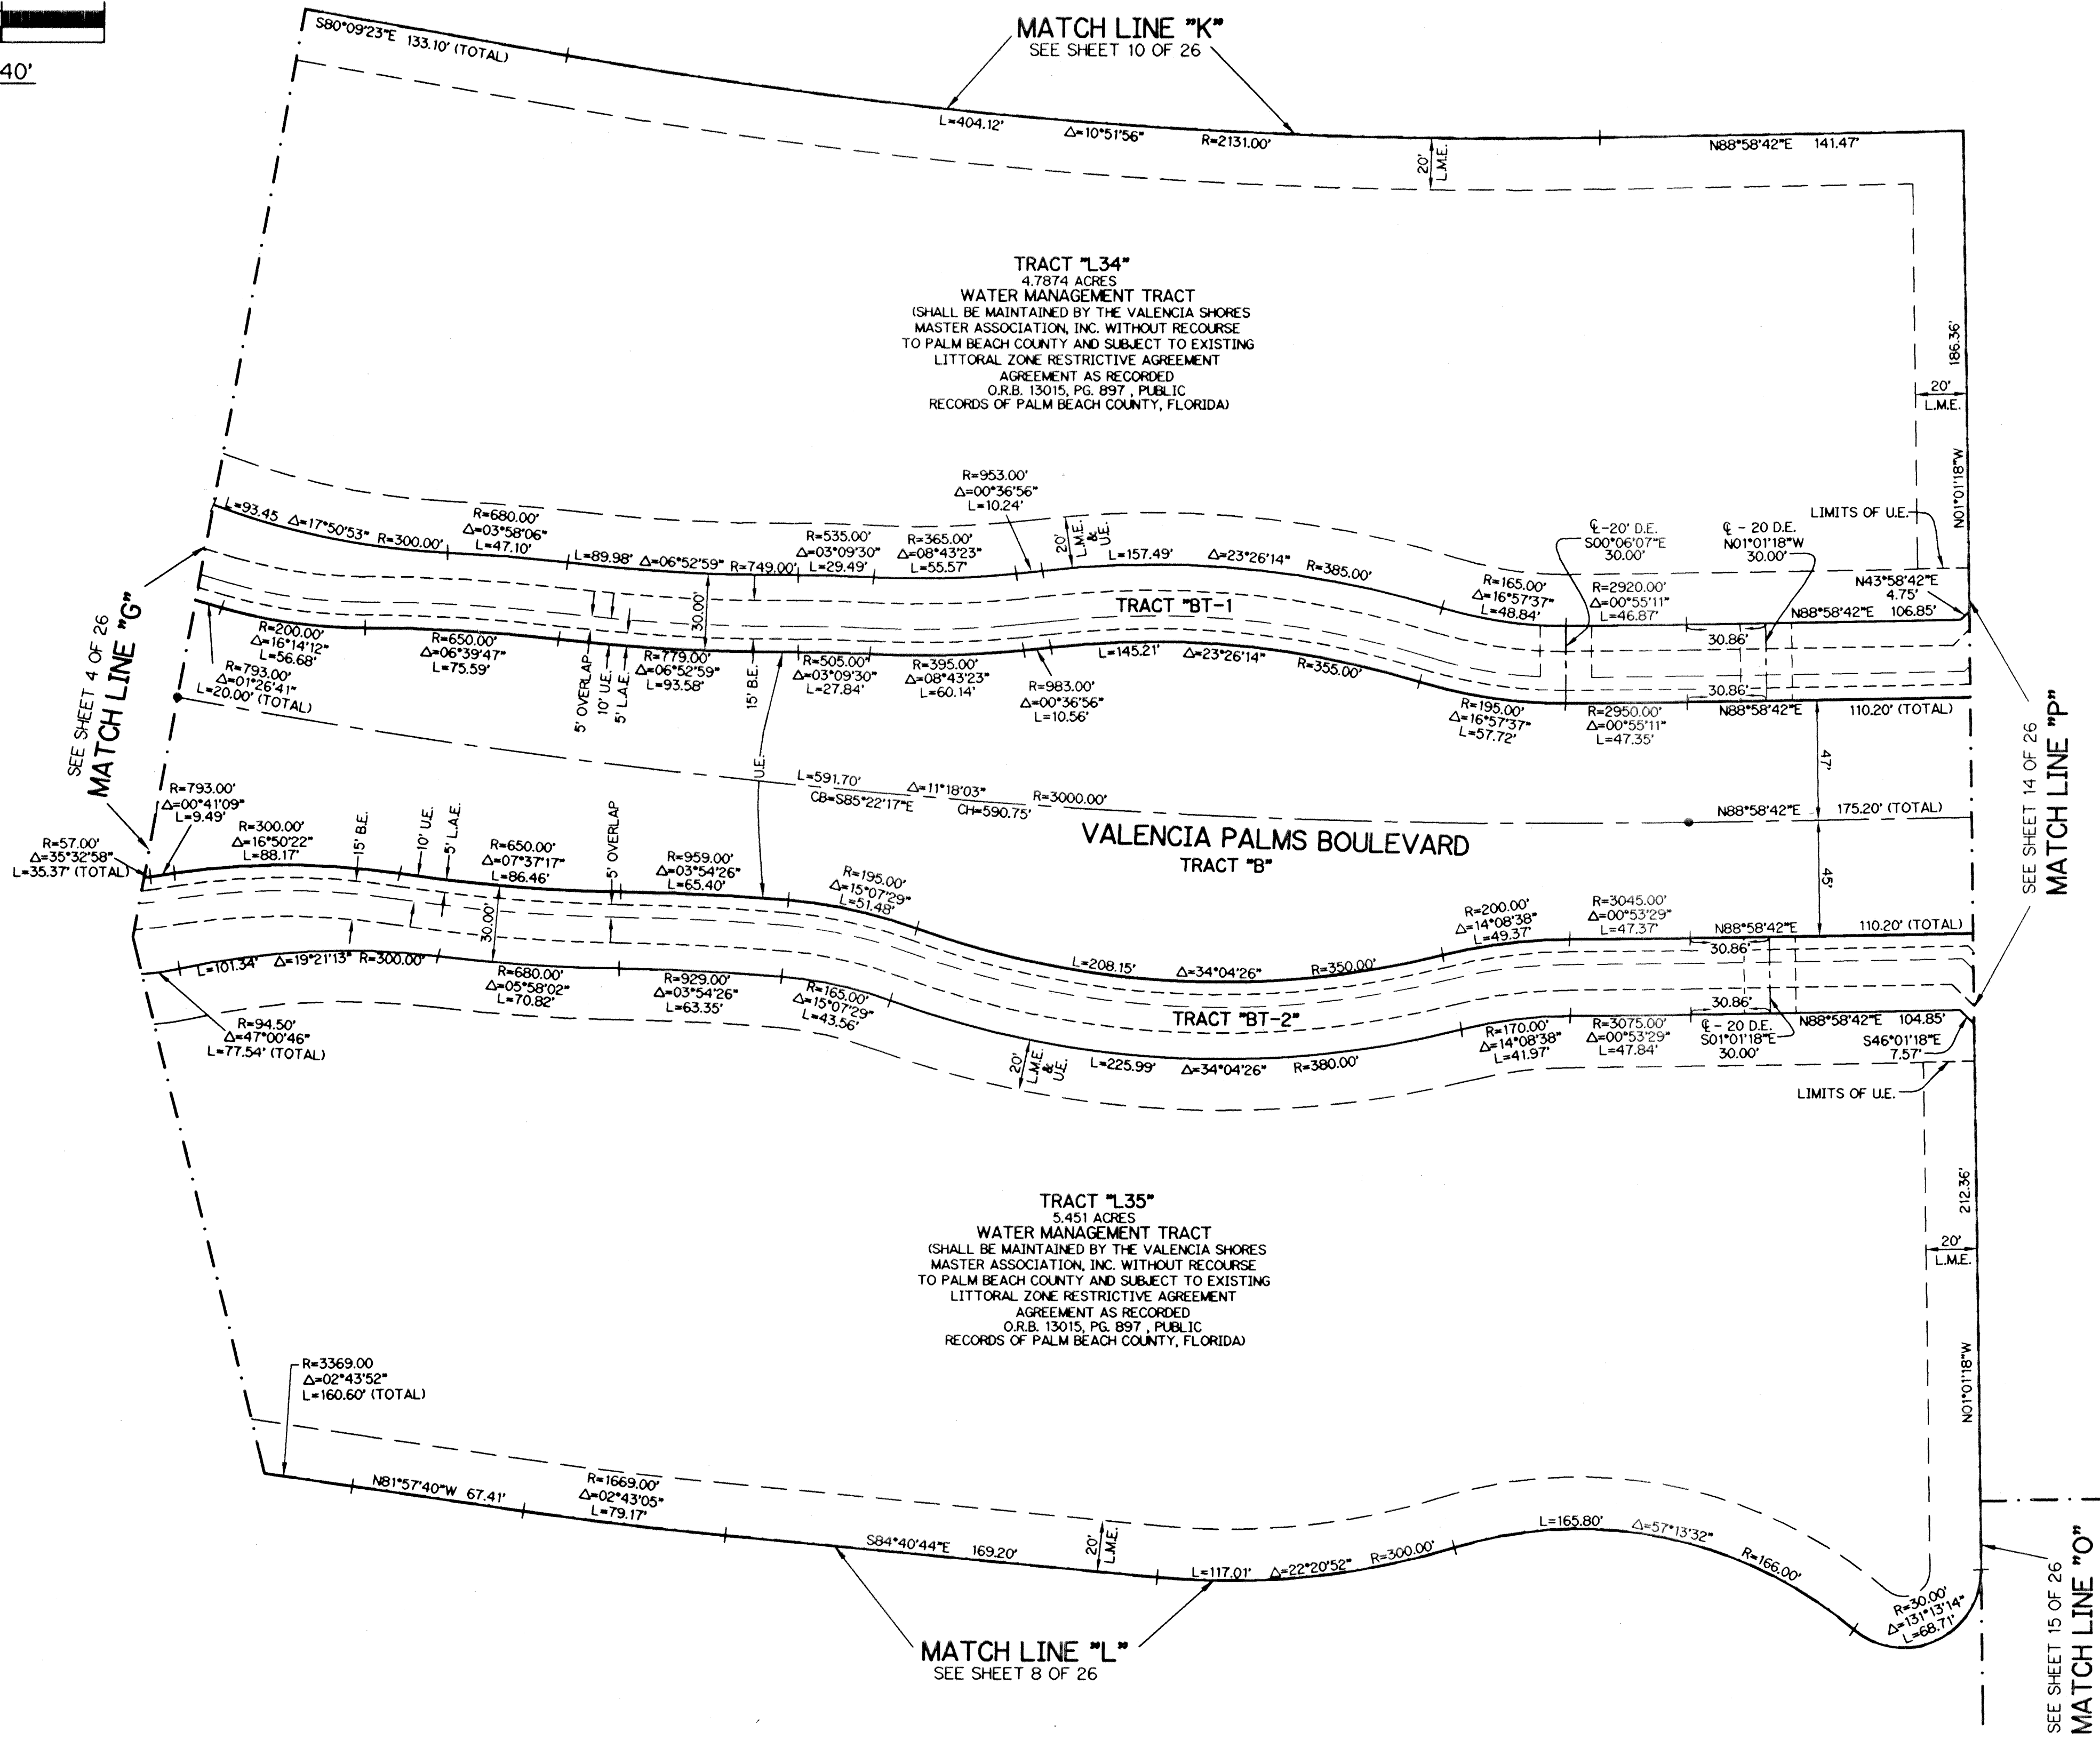 40'
S80°09'23"E 133.10' (TOTAL)
MATCH LINE "K"
SEE SHEET 10 OF 26
L=404.12' Δ=10°51'56" R=2131.00'
20'
L.M.E.
N88°58'42"E 141.47'
TRACT "L34"
4.7874 ACRES
WATER MANAGEMENT TRACT
(SHALL BE MAINTAINED BY THE VALENCIA SHORES
MASTER ASSOCIATION, INC. WITHOUT RECOURSE
TO PALM BEACH COUNTY AND SUBJECT TO EXISTING
LITTORAL ZONE RESTRICTIVE AGREEMENT
AGREEMENT AS RECORDED
O.R.B. 13015, PG. 897 , PUBLIC
RECORDS OF PALM BEACH COUNTY, FLORIDA)
186.36'
20'
L.M.E.
N01°01'18"W
LIMITS OF U.E.
L=93.45 Δ=17°50'53" R=300.00'
R=680.00'
Δ=03°58'06"
L=47.10'
L=89.98' Δ=06°52'59" R=749.00'
R=535.00'
Δ=03°09'30"
L=29.49'
R=365.00'
Δ=08°43'23"
L=55.57'
R=953.00'
Δ=00°36'56"
L=10.24'
20'
L.M.E.
&
U.E.
L=157.49' Δ=23°26'14" R=385.00'
R=165.00'
Δ=16°57'37"
L=48.84'
℄-20' D.E.
S00°06'07"E
30.00'
R=2920.00'
Δ=00°55'11"
L=46.87'
℄ - 20 D.E.
N01°01'18"W
30.00'
N43°58'42"E
4.75'
N88°58'42"E 106.85'
30.86'
TRACT "BT-1
30.00'
SEE SHEET 4 OF 26
MATCH LINE "G"
R=200.00'
Δ=16°14'12"
L=56.68'
R=793.00'
Δ=01°26'41"
L=20.00' (TOTAL)
R=650.00'
Δ=06°39'47"
L=75.59'
5' OVERLAP
10' U.E.
5' L.A.E.
R=779.00'
Δ=06°52'59"
L=93.58'
15' B.E.
R=505.00'
Δ=03°09'30"
L=27.84'
R=395.00'
Δ=08°43'23"
L=60.14'
R=983.00'
Δ=00°36'56"
L=10.56'
L=145.21' Δ=23°26'14" R=355.00'
R=195.00'
Δ=16°57'37"
L=57.72'
R=2950.00'
Δ=00°55'11"
L=47.35'
30.86'
N88°58'42"E 110.20' (TOTAL)
47'
U.E.
L=591.70' Δ=11°18'03" R=3000.00'
CB=S85°22'17"E CH=590.75'
N88°58'42"E 175.20' (TOTAL)
VALENCIA PALMS BOULEVARD
TRACT "B"
45'
SEE SHEET 14 OF 26
MATCH LINE "P"
R=793.00'
Δ=00°41'09"
L=9.49'
R=57.00'
Δ=35°32'58"
L=35.37' (TOTAL)
R=300.00'
Δ=16°50'22"
L=88.17'
15' B.E.
10' U.E.
5' L.A.E.
R=650.00'
Δ=07°37'17"
L=86.46'
5' OVERLAP
R=959.00'
Δ=03°54'26"
L=65.40'
R=195.00'
Δ=15°07'29"
L=51.48'
R=200.00'
Δ=14°08'38"
L=49.37'
R=3045.00'
Δ=00°53'29"
L=47.37'
N88°58'42"E 110.20' (TOTAL)
30.86'
30.00'
L=208.15' Δ=34°04'26" R=350.00'
TRACT "BT-2"
L=101.34' Δ=19°21'13" R=300.00'
R=94.50'
Δ=47°00'46"
L=77.54' (TOTAL)
R=680.00'
Δ=05°58'02"
L=70.82'
R=929.00'
Δ=03°54'26"
L=63.35'
R=165.00'
Δ=15°07'29"
L=43.56'
20'
L.M.E.
&
U.E.
L=225.99' Δ=34°04'26" R=380.00'
R=170.00'
Δ=14°08'38"
L=41.97'
R=3075.00'
Δ=00°53'29"
L=47.84'
30.86'
℄ - 20 D.E.
S01°01'18"E
30.00'
N88°58'42"E 104.85'
S46°01'18"E
7.57'
LIMITS OF U.E.
TRACT "L35"
5.451 ACRES
WATER MANAGEMENT TRACT
(SHALL BE MAINTAINED BY THE VALENCIA SHORES
MASTER ASSOCIATION, INC. WITHOUT RECOURSE
TO PALM BEACH COUNTY AND SUBJECT TO EXISTING
LITTORAL ZONE RESTRICTIVE AGREEMENT
AGREEMENT AS RECORDED
O.R.B. 13015, PG. 897 , PUBLIC
RECORDS OF PALM BEACH COUNTY, FLORIDA)
212.36'
20'
L.M.E.
N01°01'18"W
R=3369.00
Δ=02°43'52"
L=160.60' (TOTAL)
N81°57'40"W 67.41'
R=1669.00'
Δ=02°43'05"
L=79.17'
S84°40'44"E 169.20'
20'
L.M.E.
L=117.01' Δ=22°20'52" R=300.00'
L=165.80' Δ=57°13'32" R=166.00'
R=30.00'
Δ=131°13'14"
L=68.71'
MATCH LINE "L"
SEE SHEET 8 OF 26
SEE SHEET 15 OF 26
MATCH LINE "O"